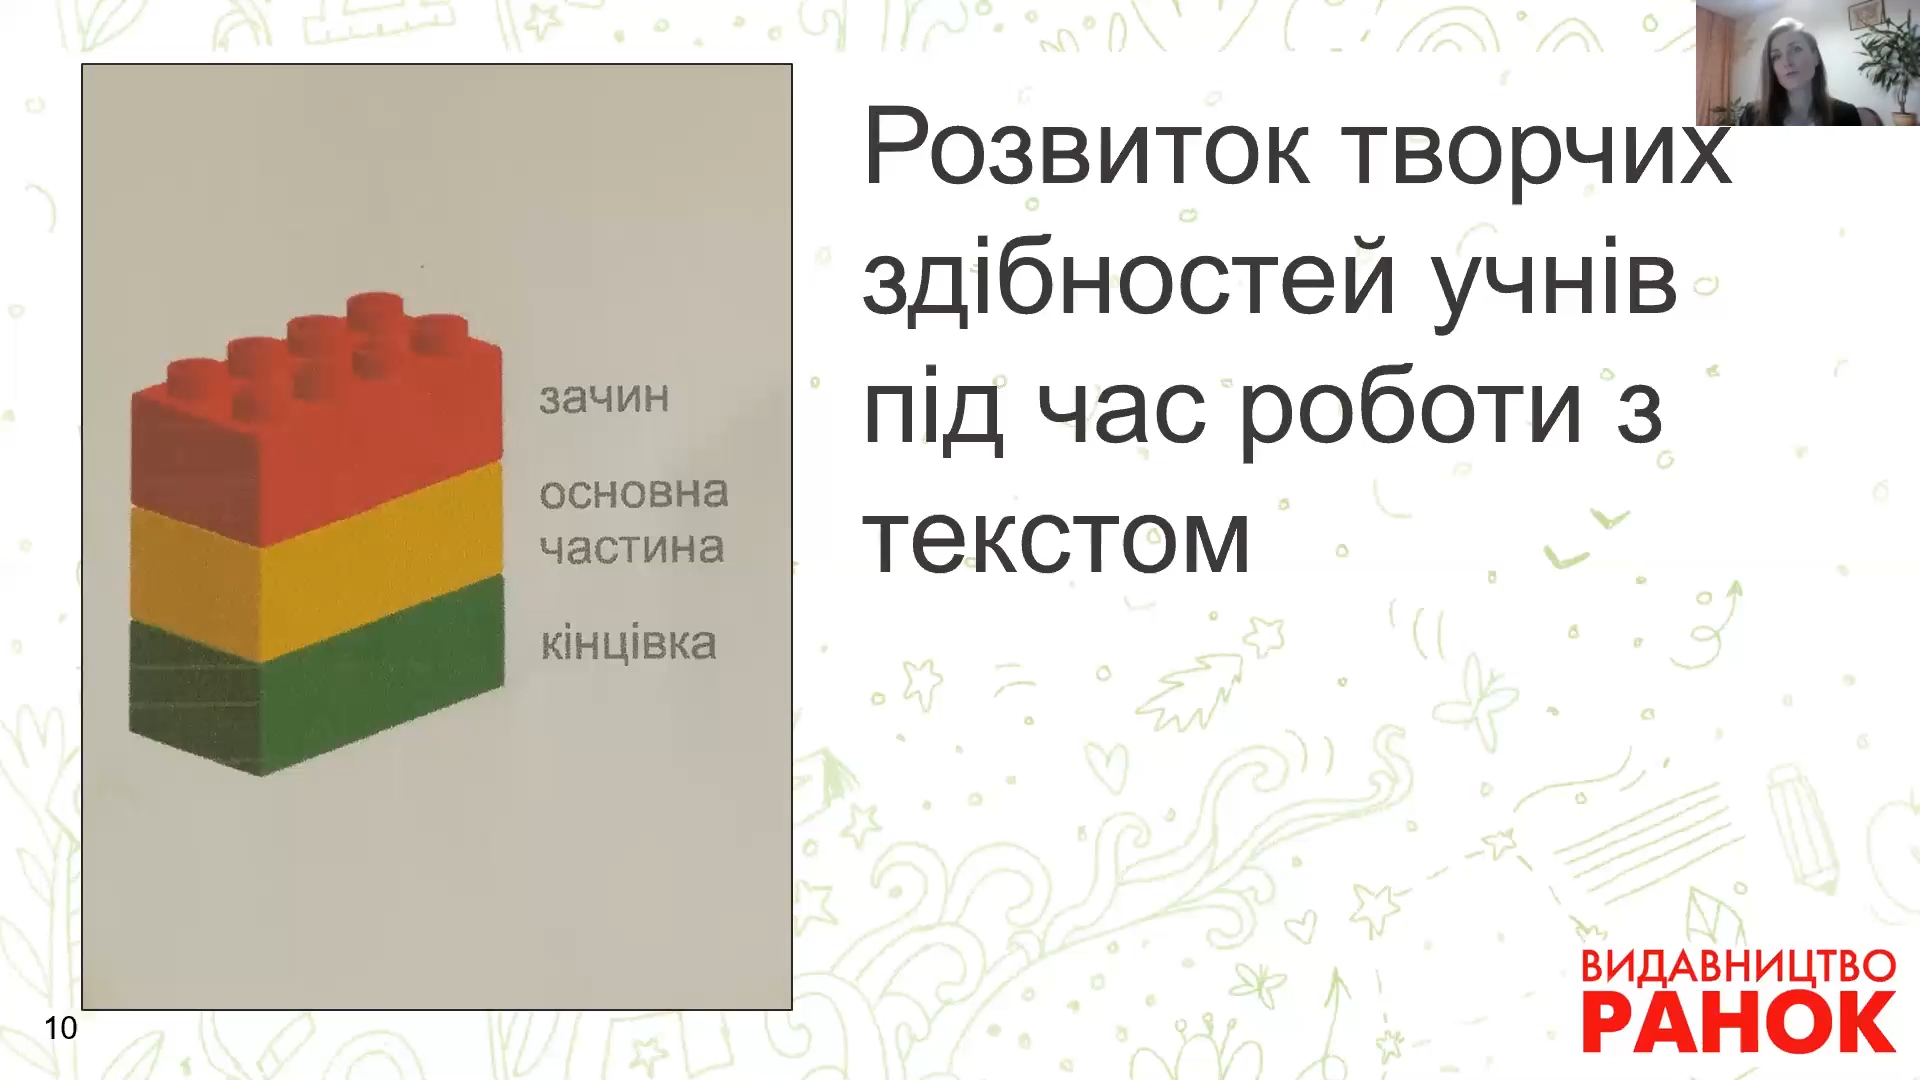 зачин
основна
частина
кінцівка
Розвиток творчих
здібностей учнів
під час роботи з
текстом
10
ВИДАВНИЦТВО
РАНОК